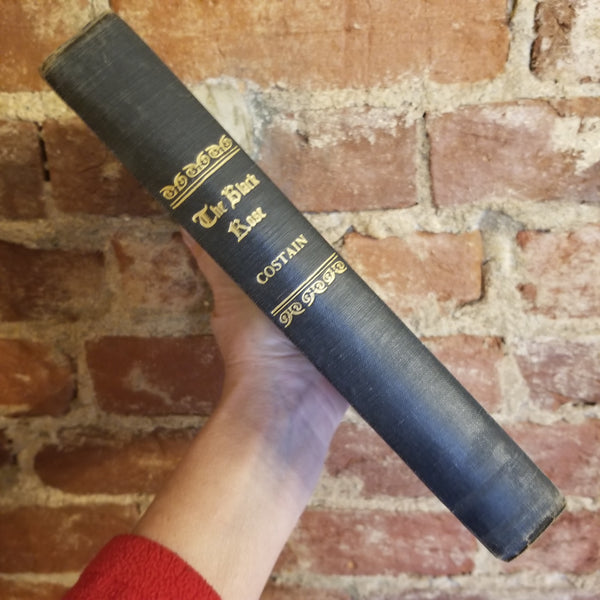 The Black
Rose
COSTAIN